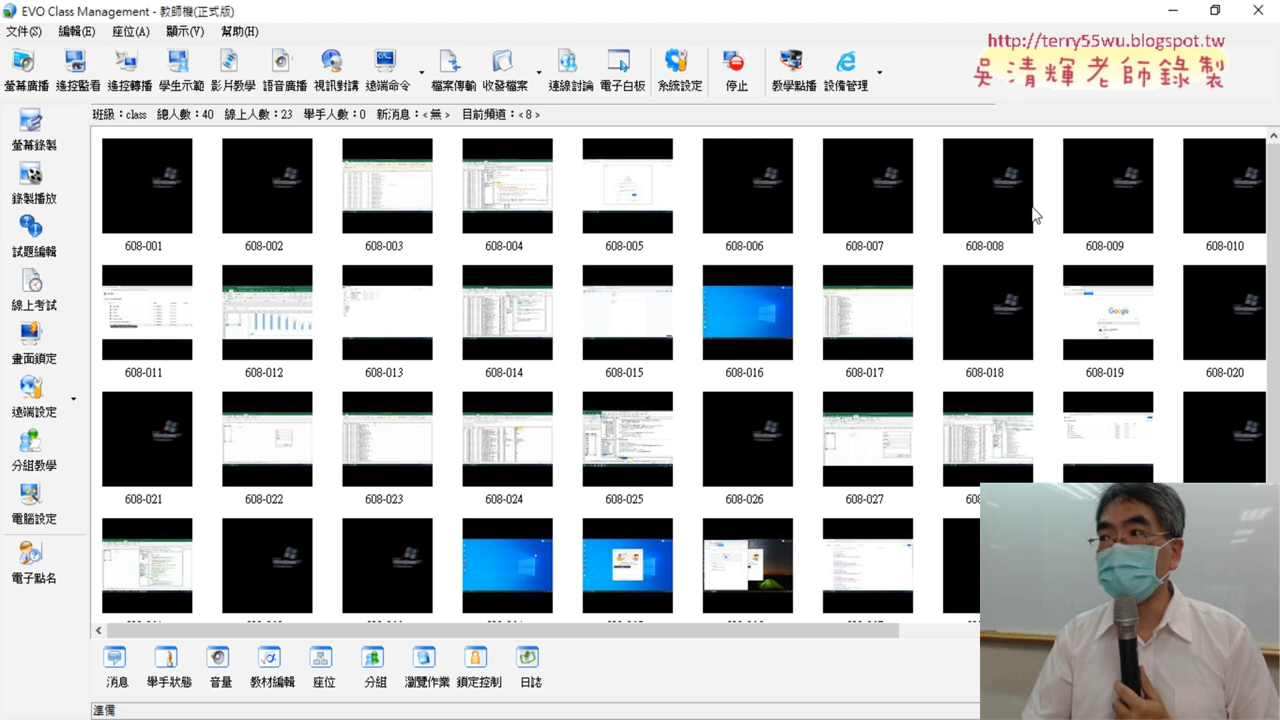 EVO Class Management - 教師機(正式版)
文件(S) 編輯(E) 座位(A) 顯示(V) 幫助(H)
http://terry55wu.blogspot.tw
吳清輝老師錄製
螢幕廣播 遠控監看 遙控轉播 學生示範 影片教學 語音廣播 視訊對講 遠端命令 檔案傳輸 收發檔案 連線討論 電子白板 系統設定 停止 教學點播 設備管理
班級：class 總人數：40 線上人數：23 舉手人數：0 新消息：<無> 目前頻道：<8>
螢幕錄製
錄製播放
試題編輯
線上考試
畫面鎖定
遠端設定
分組教學
電腦設定
電子點名
608-001 608-002 608-003 608-004 608-005 608-006 608-007 608-008 608-009 608-010
Google
608-011 608-012 608-013 608-014 608-015 608-016 608-017 608-018 608-019 608-020
608-021 608-022 608-023 608-024 608-025 608-026 608-027
消息 舉手狀態 音量 教材編輯 座位 分組 瀏覽作業 鎖定控制 日誌
準備